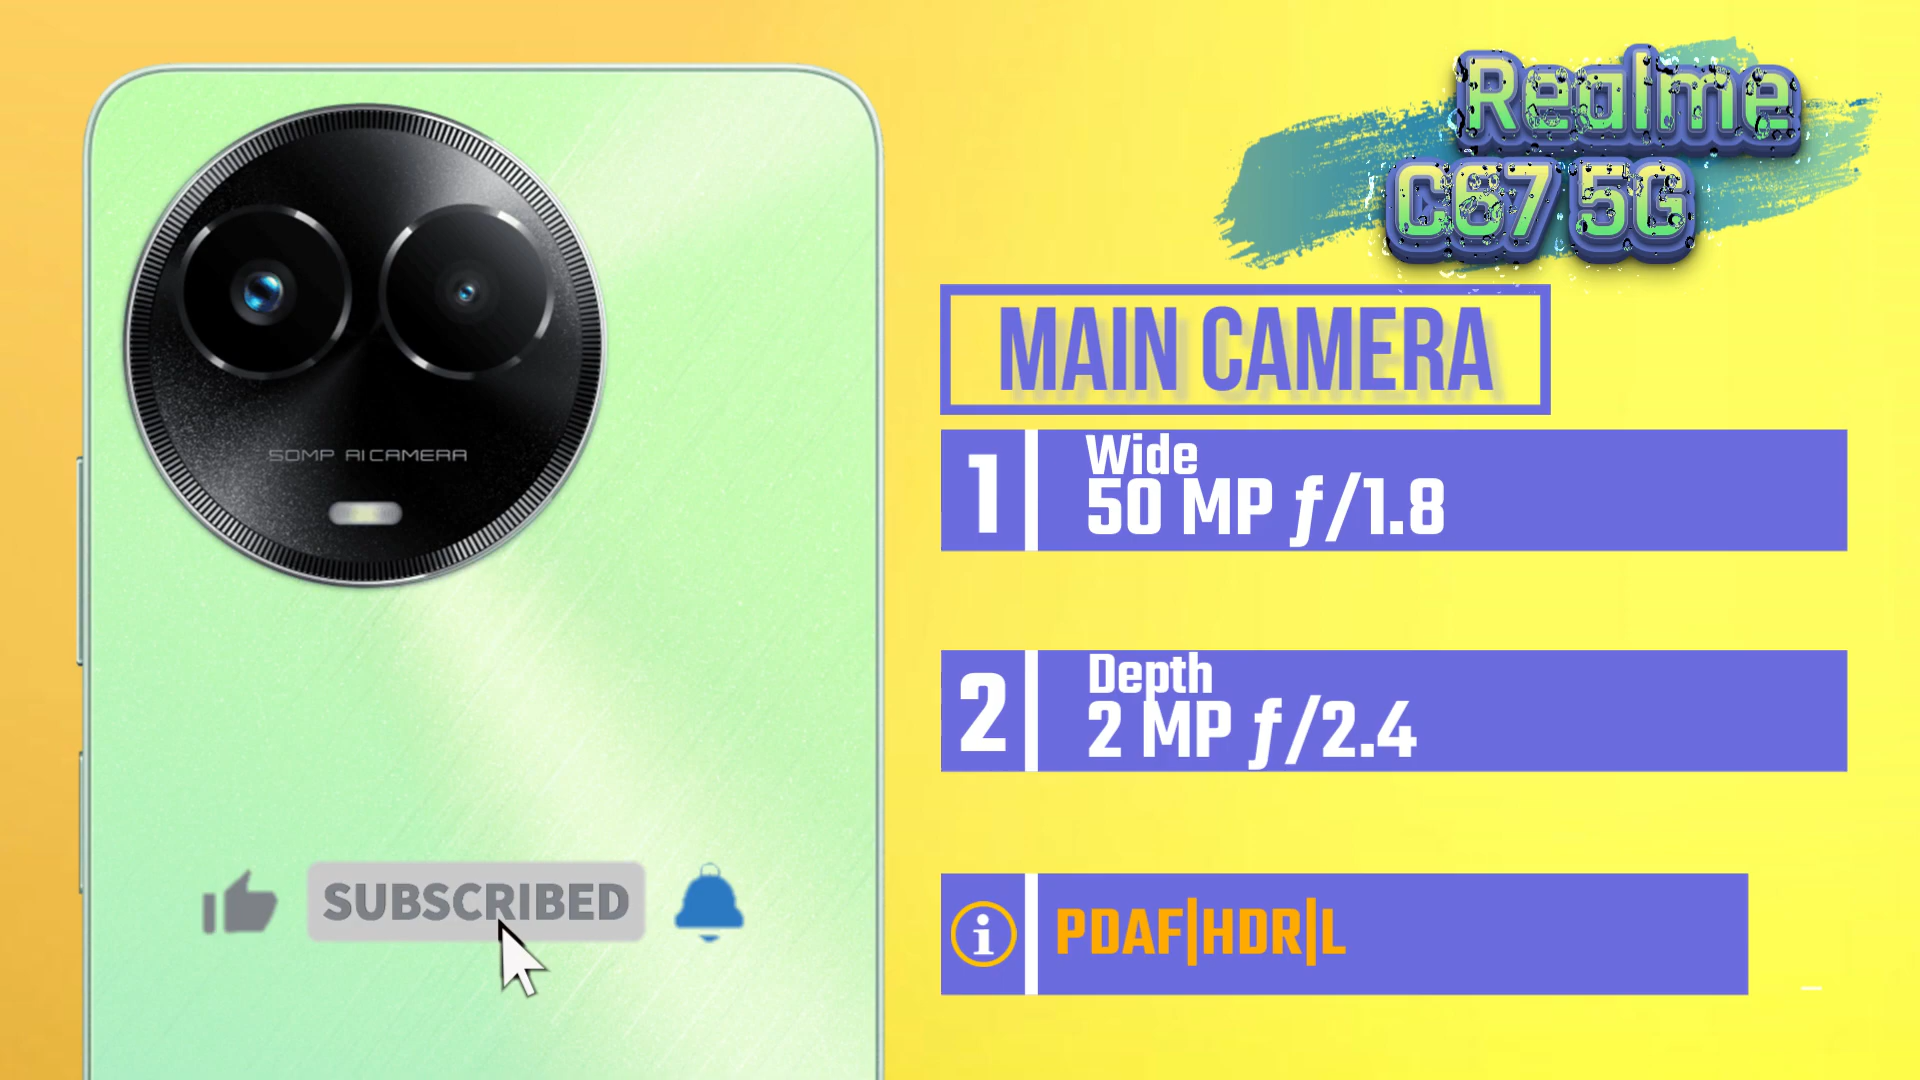 Realme
C67 5G
50MP AI CAMERA
MAIN CAMERA
1
Wide
50 MP ƒ/1.8
2
Depth
2 MP ƒ/2.4
i
PDAF|HDR|L
SUBSCRIBED